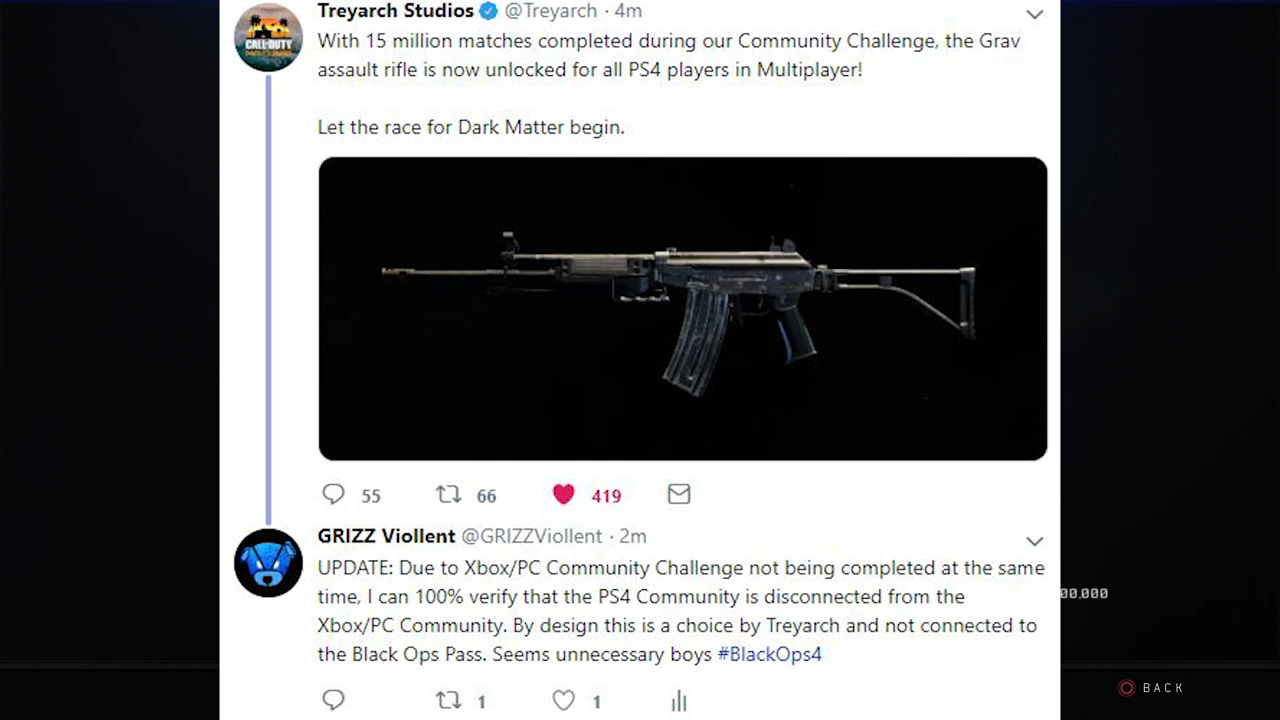 Treyarch Studios @Treyarch · 4m
With 15 million matches completed during our Community Challenge, the Grav
assault rifle is now unlocked for all PS4 players in Multiplayer!
Let the race for Dark Matter begin.
55 66 419
GRIZZ Viollent @GRIZZViollent · 2m
UPDATE: Due to Xbox/PC Community Challenge not being completed at the same
time, I can 100% verify that the PS4 Community is disconnected from the
Xbox/PC Community. By design this is a choice by Treyarch and not connected to
the Black Ops Pass. Seems unnecessary boys #BlackOps4
1 1
00,000
BACK
CALL·DUTY